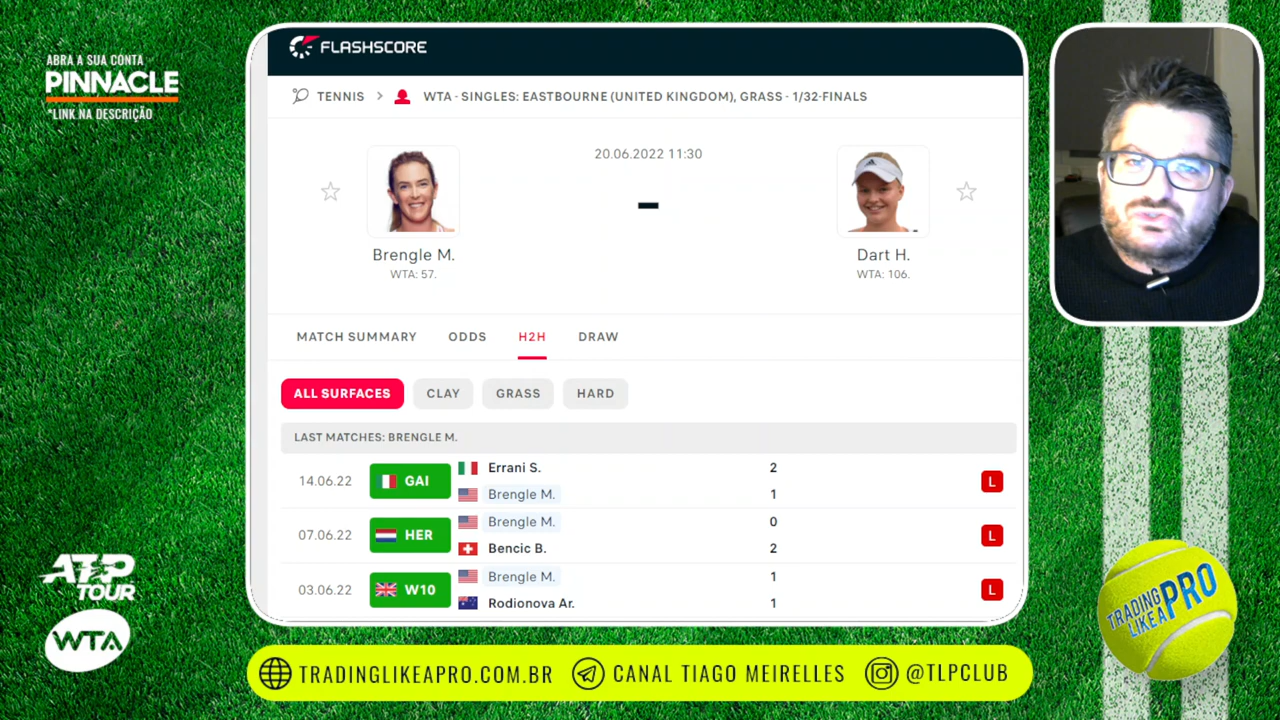 ABRA A SUA CONTA
PINNACLE
*LINK NA DESCRIÇÃO
FLASHSCORE
TENNIS > WTA - SINGLES: EASTBOURNE (UNITED KINGDOM), GRASS - 1/32-FINALS
20.06.2022 11:30
-
Brengle M.
WTA: 57.
Dart H.
WTA: 106.
MATCH SUMMARY ODDS H2H DRAW
ALL SURFACES CLAY GRASS HARD
LAST MATCHES: BRENGLE M.
14.06.22 GAI Errani S. 2 L
Brengle M. 1
07.06.22 HER Brengle M. 0 L
Bencic B. 2
03.06.22 W10 Brengle M. 1 L
Rodionova Ar. 1
ATP
TOUR
WTA
TRADING
LIKE A
PRO
TRADINGLIKEAPRO.COM.BR CANAL TIAGO MEIRELLES @TLPCLUB